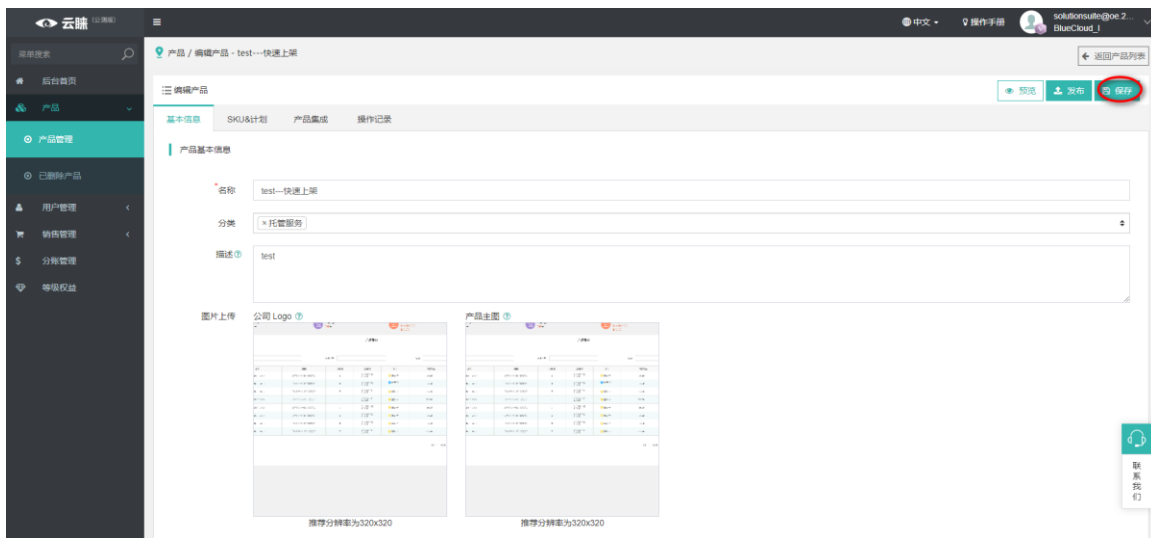 云睐 (公测版)
中文
操作手册
solutionsuite@oe.2...
BlueCloud_I
菜单搜索
产品 / 编辑产品 - test---快速上架
返回产品列表
后台首页
产品
产品管理
已删除产品
用户管理
销售管理
分账管理
等级权益
编辑产品
预览
发布
保存
基本信息
SKU&计划
产品集成
操作记录
产品基本信息
*名称
test---快速上架
分类
×托管服务
描述
test
图片上传
公司 Logo
产品主图
推荐分辨率为320x320
推荐分辨率为320x320
联系我们